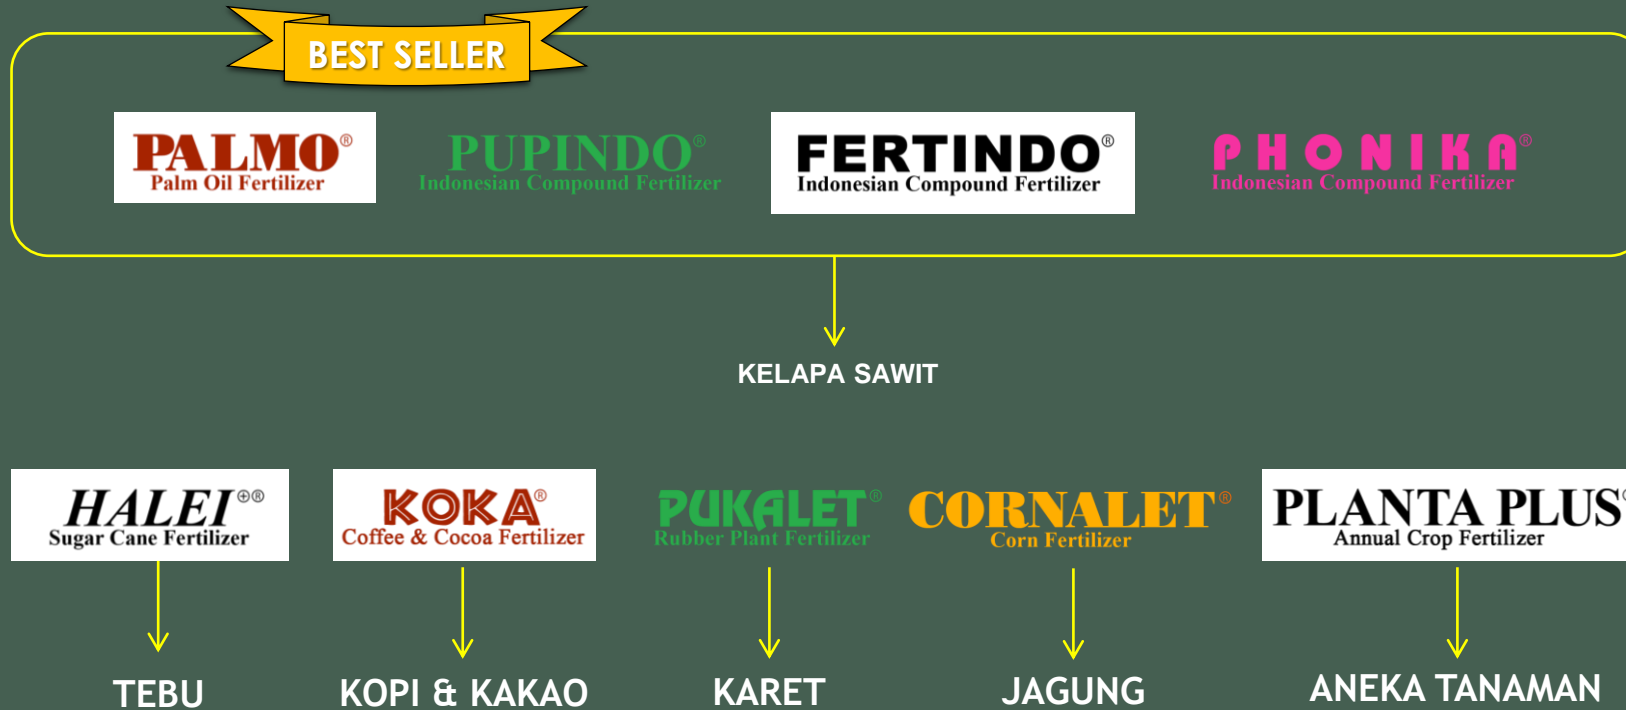 BEST SELLER
PALMO®
Palm Oil Fertilizer
PUPINDO®
Indonesian Compound Fertilizer
FERTINDO®
Indonesian Compound Fertilizer
PHONIKA®
Indonesian Compound Fertilizer
KELAPA SAWIT
HALEI⊕®
Sugar Cane Fertilizer
KOKA®
Coffee & Cocoa Fertilizer
PUKALET®
Rubber Plant Fertilizer
CORNALET®
Corn Fertilizer
PLANTA PLUS®
Annual Crop Fertilizer
TEBU
KOPI & KAKAO
KARET
JAGUNG
ANEKA TANAMAN